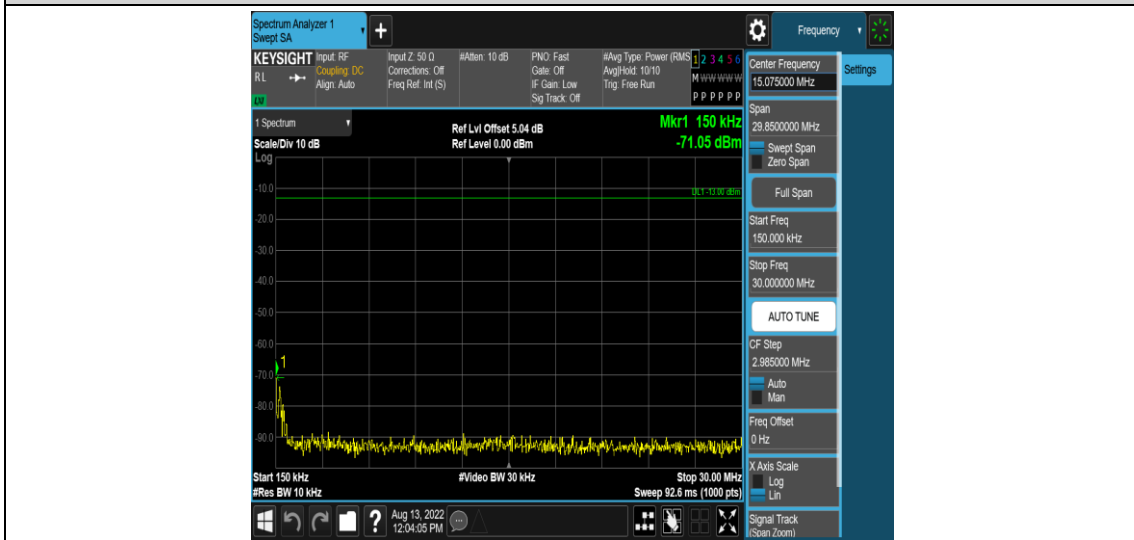 Spectrum Analyzer 1
Swept SA
+
Frequency
KEYSIGHT
RL
LXI
Input: RF
Coupling: DC
Align: Auto
Input Z: 50 Ω
Corrections: Off
Freq Ref: Int (S)
#Atten: 10 dB
PNO: Fast
Gate: Off
IF Gain: Low
Sig Track: Off
#Avg Type: Power (RMS
Avg|Hold: 10/10
Trig: Free Run
1 2 3 4 5 6
M W W W W W
P P P P P P
1 Spectrum
Scale/Div 10 dB
Ref Lvl Offset 5.04 dB
Ref Level 0.00 dBm
Mkr1 150 kHz
-71.05 dBm
Log
DL1 -13.00 dBm
-10.0
-20.0
-30.0
-40.0
-50.0
-60.0
1
-70.0
-80.0
-90.0
Start 150 kHz
#Video BW 30 kHz
Stop 30.00 MHz
#Res BW 10 kHz
Sweep 92.6 ms (1000 pts)
?
Aug 13, 2022
12:04:05 PM
Center Frequency
15.075000 MHz
Settings
Span
29.8500000 MHz
Swept Span
Zero Span
Full Span
Start Freq
150.000 kHz
Stop Freq
30.000000 MHz
AUTO TUNE
CF Step
2.985000 MHz
Auto
Man
Freq Offset
0 Hz
X Axis Scale
Log
Lin
Signal Track
(Span Zoom)